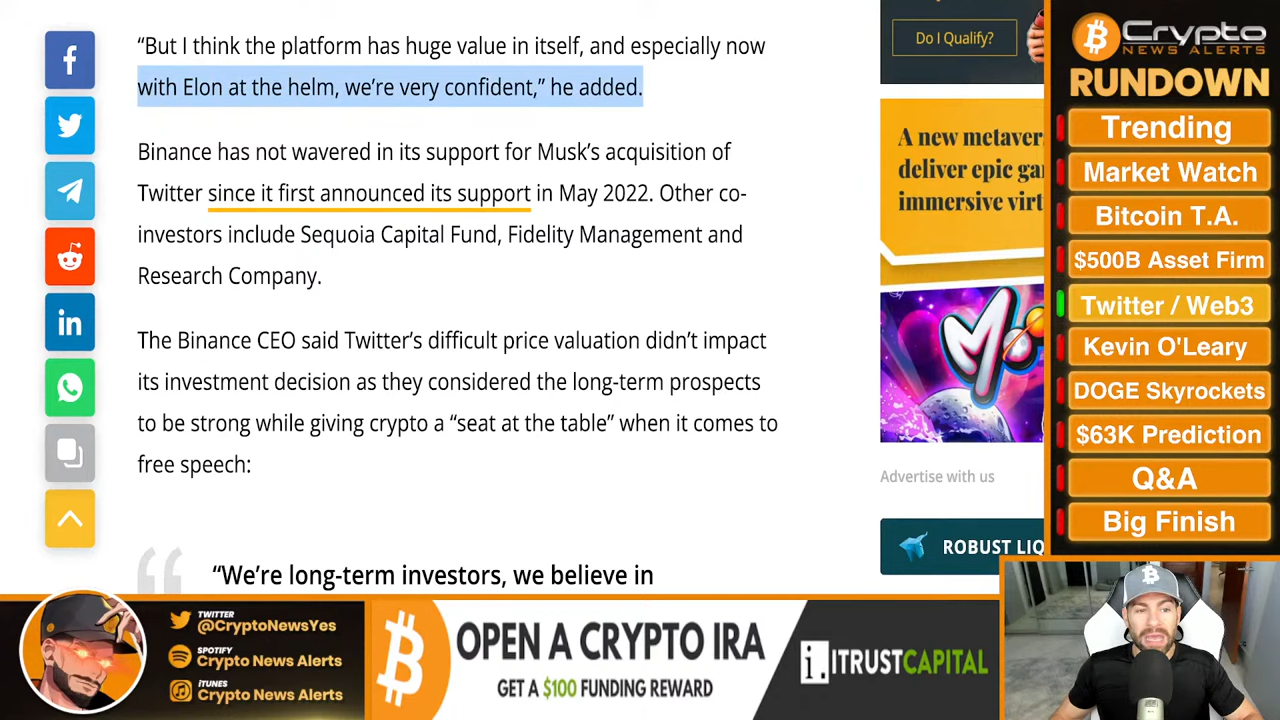 “But I think the platform has huge value in itself, and especially now
with Elon at the helm, we’re very confident,” he added.
Binance has not wavered in its support for Musk’s acquisition of
Twitter since it first announced its support in May 2022. Other co-
investors include Sequoia Capital Fund, Fidelity Management and
Research Company.
The Binance CEO said Twitter’s difficult price valuation didn’t impact
its investment decision as they considered the long-term prospects
to be strong while giving crypto a “seat at the table” when it comes to
free speech:
“We’re long-term investors, we believe in
Do I Qualify?
A new metavers
deliver epic ga
immersive virt
Advertise with us
ROBUST LIQ
Crypto
NEWS ALERTS
RUNDOWN
Trending
Market Watch
Bitcoin T.A.
$500B Asset Firm
Twitter / Web3
Kevin O'Leary
DOGE Skyrockets
$63K Prediction
Q&A
Big Finish
TWITTER
@CryptoNewsYes
SPOTIFY
Crypto News Alerts
iTUNES
Crypto News Alerts
OPEN A CRYPTO IRA
GET A $100 FUNDING REWARD
i. ITRUSTCAPITAL